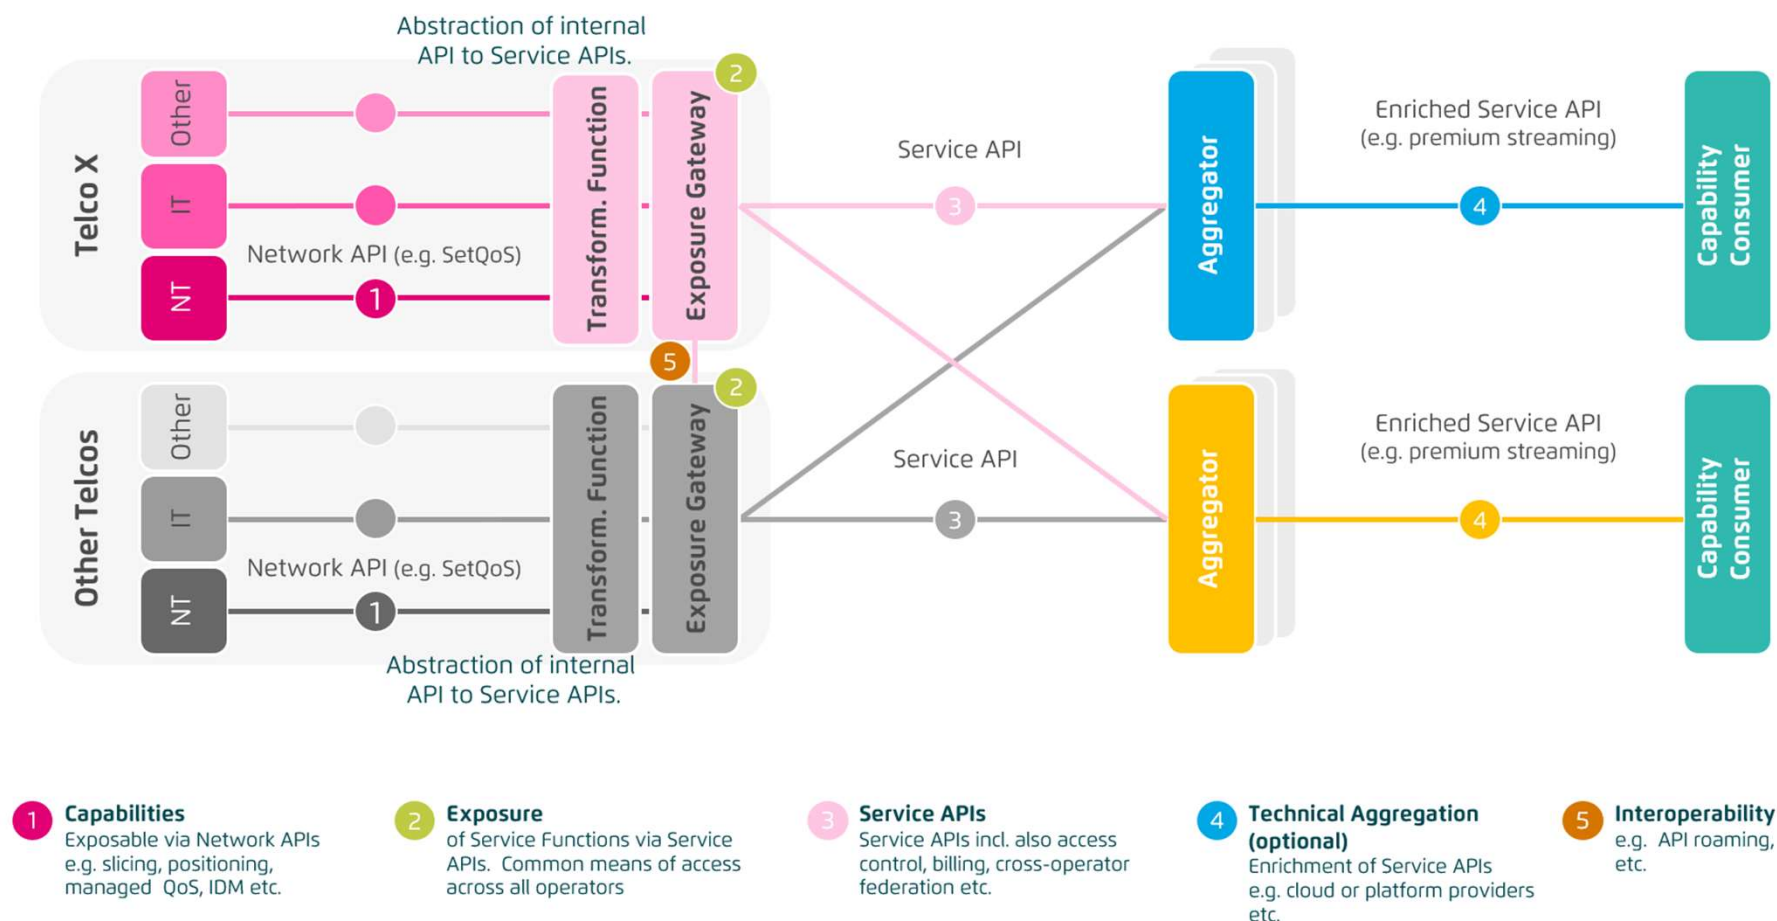 Abstraction of internal
API to Service APIs.
2
Telco X
Other
IT
NT
Network API (e.g. SetQoS)
1
Transform. Function
Exposure Gateway
Service API
3
Aggregator
Enriched Service API
(e.g. premium streaming)
4
Capability
Consumer
5
2
Other Telcos
Other
IT
NT
Network API (e.g. SetQoS)
1
Transform. Function
Exposure Gateway
Service API
3
Aggregator
Enriched Service API
(e.g. premium streaming)
4
Capability
Consumer
Abstraction of internal
API to Service APIs.
1
Capabilities
Exposable via Network APIs
e.g. slicing, positioning,
managed QoS, IDM etc.
2
Exposure
of Service Functions via Service
APIs. Common means of access
across all operators
3
Service APIs
Service APIs incl. also access
control, billing, cross-operator
federation etc.
4
Technical Aggregation
(optional)
Enrichment of Service APIs
e.g. cloud or platform providers
etc.
5
Interoperability
e.g. API roaming,
etc.